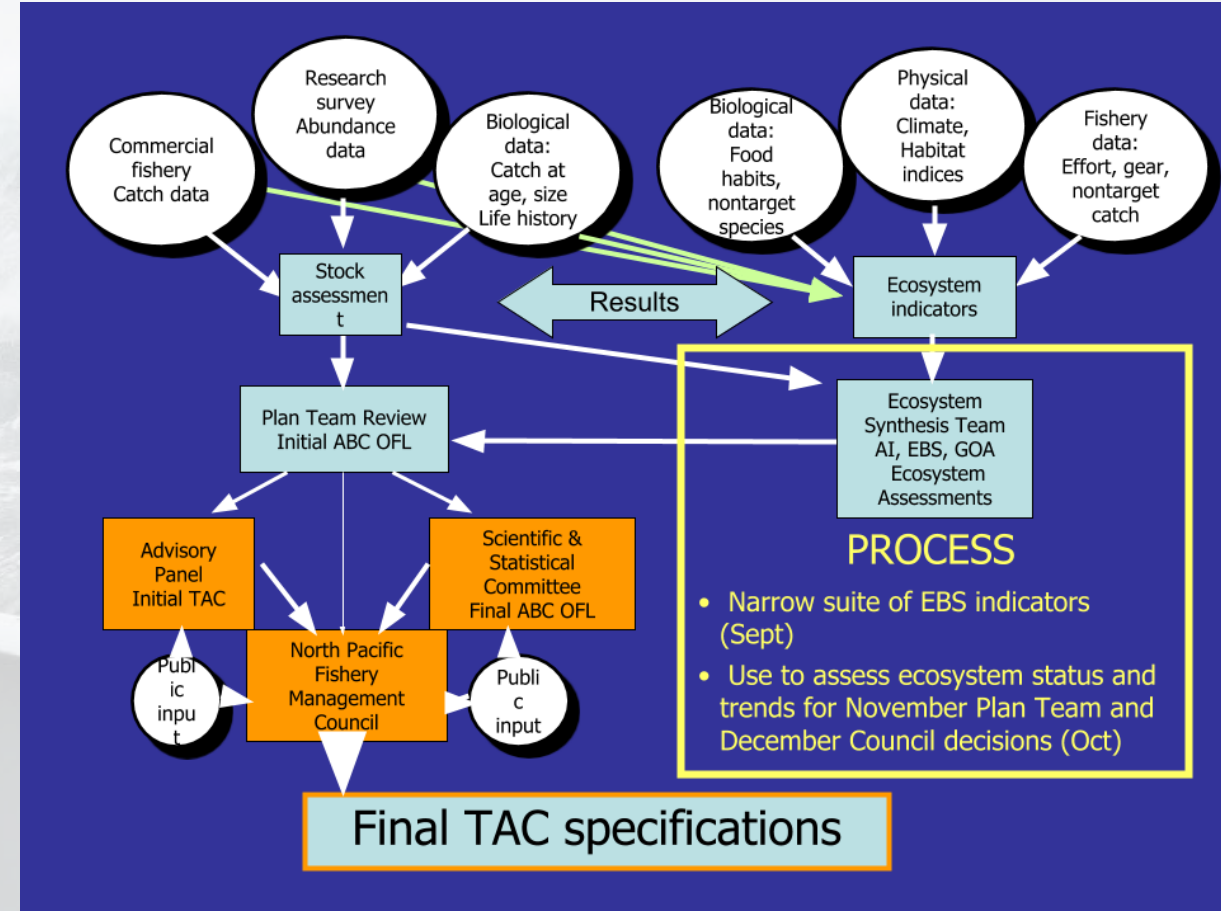 Commercial
fishery
Catch data
Research
survey
Abundance
data
Biological
data:
Catch at
age, size
Life history
Biological
data:
Food
habits,
nontarget
species
Physical
data:
Climate,
Habitat
indices
Fishery
data:
Effort, gear,
nontarget
catch
Stock
assessmen
t
Results
Ecosystem
indicators
Plan Team Review
Initial ABC OFL
Ecosystem
Synthesis Team
AI, EBS, GOA
Ecosystem
Assessments
Advisory
Panel
Initial TAC
Scientific &
Statistical
Committee
Final ABC OFL
North Pacific
Fishery
Management
Council
Publ
ic
inpu
t
Publi
c
input
PROCESS
• Narrow suite of EBS indicators
(Sept)
• Use to assess ecosystem status and
trends for November Plan Team and
December Council decisions (Oct)
Final TAC specifications